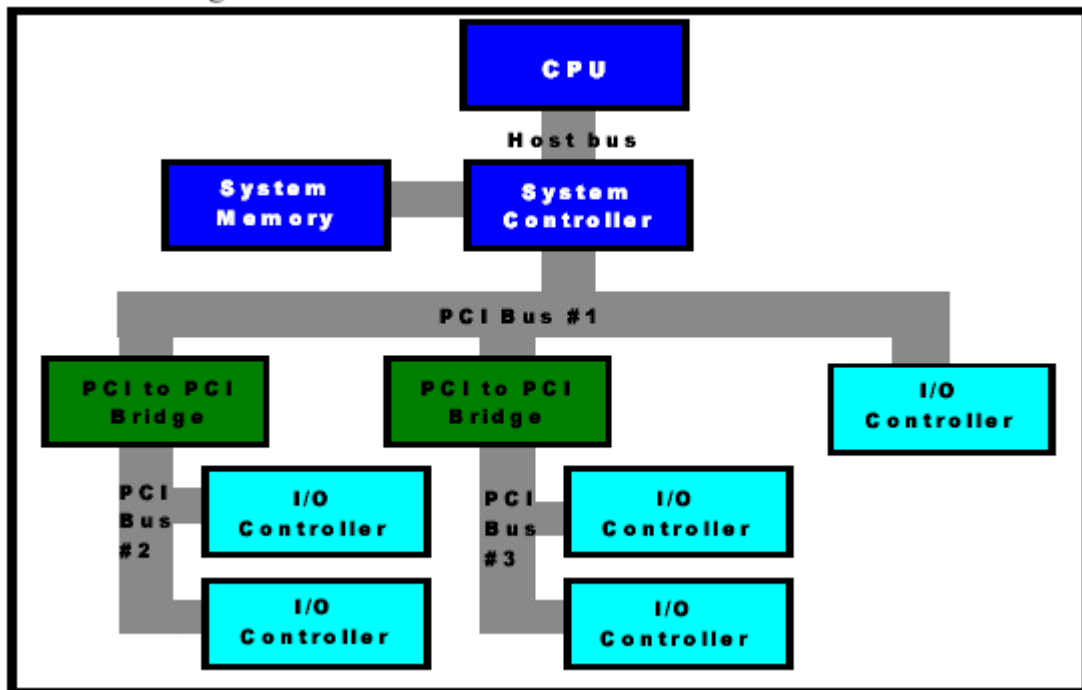 CPU
Host bus
System
Memory
System
Controller
PCI Bus #1
PCI to PCI
Bridge
PCI to PCI
Bridge
I/O
Controller
PCI
Bus
#2
I/O
Controller
I/O
Controller
PCI
Bus
#3
I/O
Controller
I/O
Controller